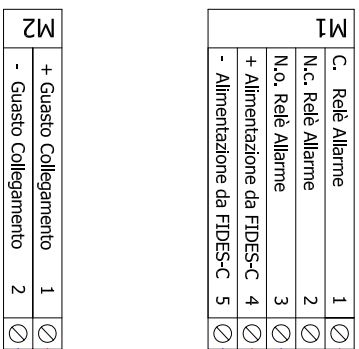 M2
+ Guasto Collegamento 1
- Guasto Collegamento 2
M1
C. Relè Allarme 1
N.c. Relè Allarme 2
N.o. Relè Allarme 3
+ Alimentazione da FIDES-C 4
- Alimentazione da FIDES-C 5